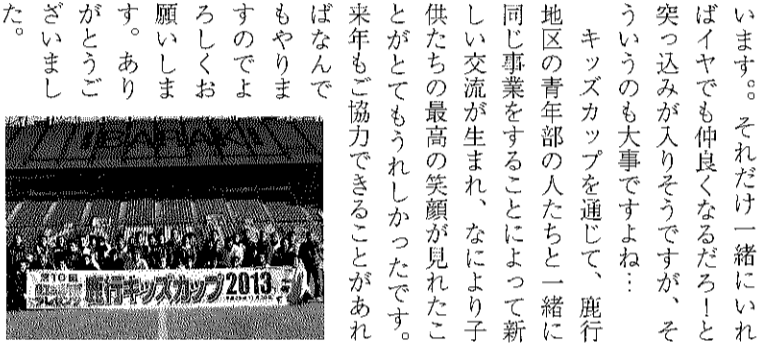 います。。それだけ一緒にいれ
ばイヤでも仲良くなるだろ！と
突っ込みが入りそうですが、そ
ういうのも大事ですよね…
キッズカップを通じて、鹿行
地区の青年部の人たちと一緒に
同じ事業をすることによって新
しい交流が生まれ、なにより子
供たちの最高の笑顔が見れたこ
とがとてもうれしかったです。
来年もご協力できることがあれ
ばなんで
もやりま
すのでよ
ろしくお
願いしま
す。あり
がとうご
ざいまし
た。
IBARAKI
第10回
鹿行キッズカップ2013